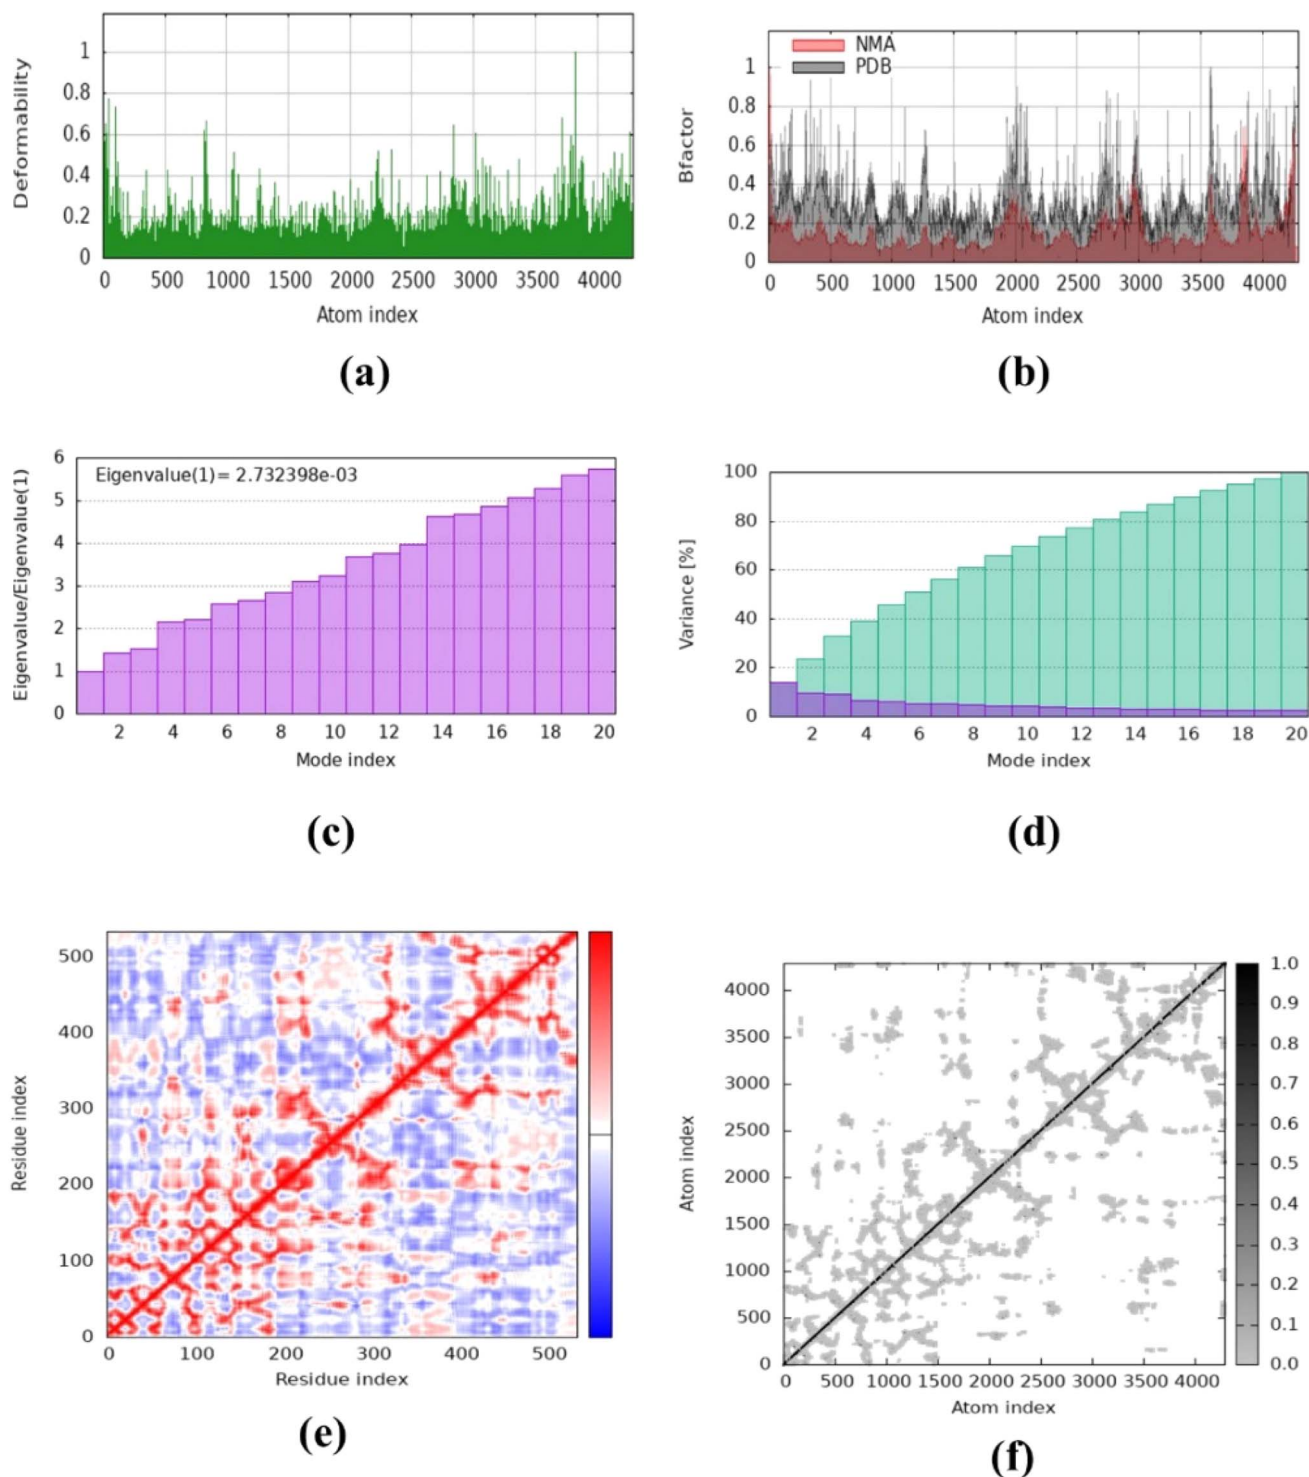 Deformability
1
0.8
0.6
0.4
0.2
0
0 500 1000 1500 2000 2500 3000 3500 4000
Atom index
(a)
Bfactor
NMA
PDB
1
0.8
0.6
0.4
0.2
0
0 500 1000 1500 2000 2500 3000 3500 4000
Atom index
(b)
Eigenvalue/Eigenvalue(1)
Eigenvalue(1)= 2.732398e-03
6
5
4
3
2
1
0
2 4 6 8 10 12 14 16 18 20
Mode index
(c)
Variance [%]
100
80
60
40
20
0
2 4 6 8 10 12 14 16 18 20
Mode index
(d)
Residue index
500
400
300
200
100
0
0 100 200 300 400 500
Residue index
(e)
Atom index
4000
3500
3000
2500
2000
1500
1000
500
0
0 500 1000 1500 2000 2500 3000 3500 4000
Atom index
1.0
0.9
0.8
0.7
0.6
0.5
0.4
0.3
0.2
0.1
0.0
(f)